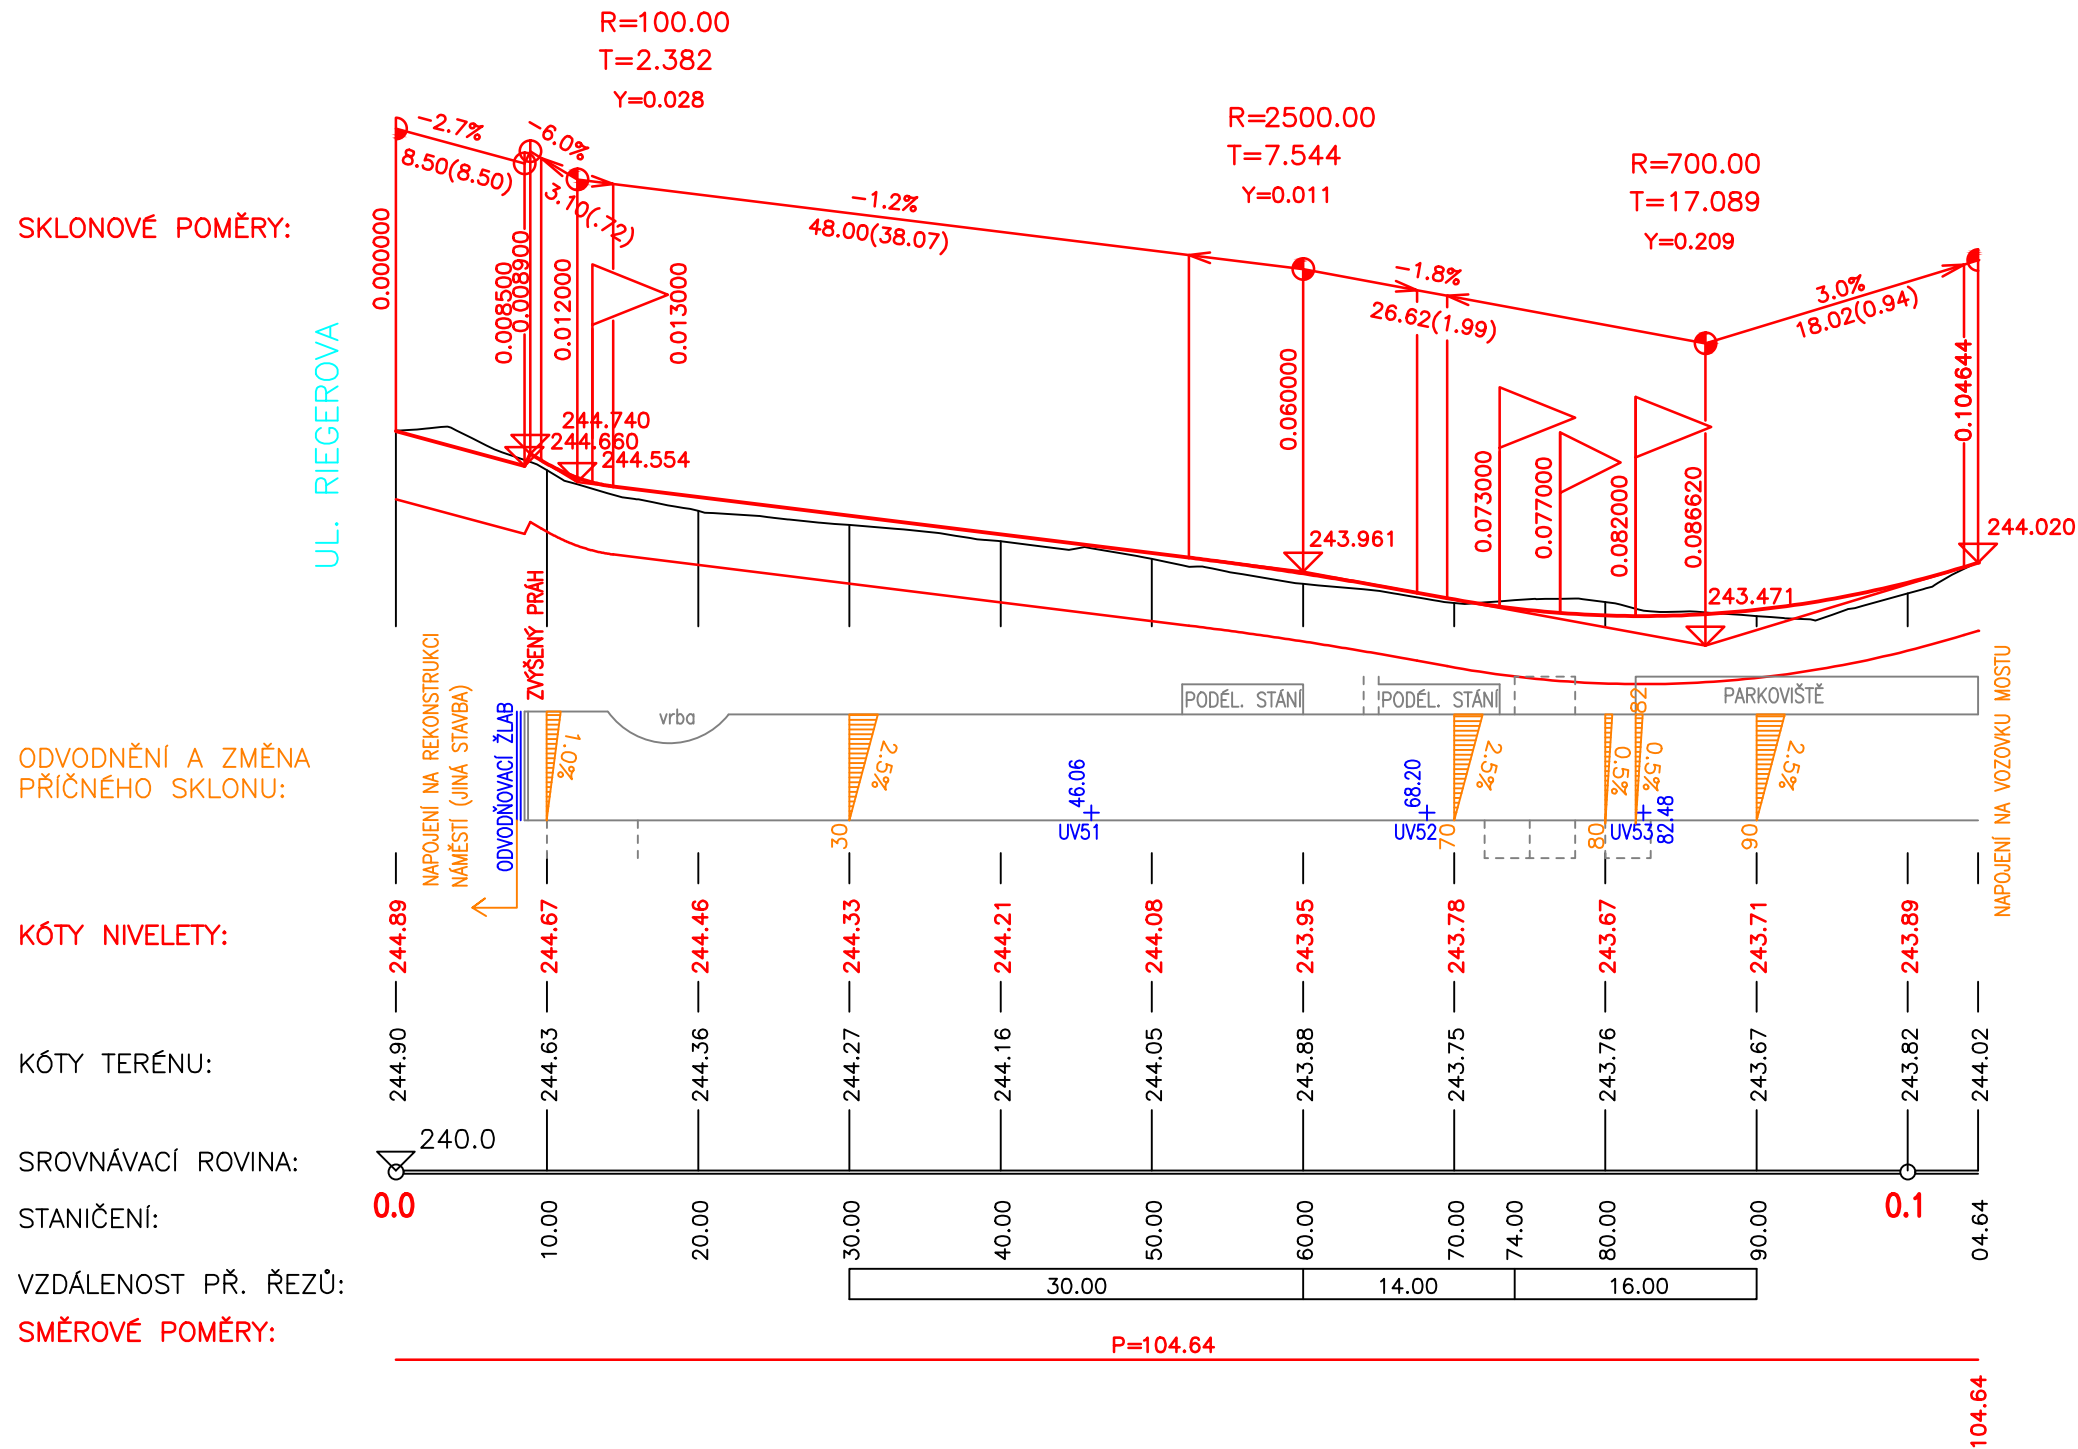 R=100.00
T=2.382
Y=0.028
R=2500.00
T=7.544
Y=0.011
R=700.00
T=17.089
Y=0.209
-2.7%
8.50(8.50)
-6.0%
3.10(.72)
-1.2%
48.00(38.07)
-1.8%
26.62(1.99)
3.0%
18.02(0.94)
SKLONOVÉ POMĚRY:
0.000000
0.008500
0.008900
0.012000
0.013000
0.060000
0.073000
0.077000
0.082000
0.086620
0.104644
UL. RIEGEROVA
244.740
244.660
244.554
243.961
243.471
244.020
ZVÝŠENÝ PRÁH
NAPOJENÍ NA REKONSTRUKCI
NÁMĚSTÍ (JINÁ STAVBA)
ODVODŇOVACÍ ŽLAB
NAPOJENÍ NA VOZOVKU MOSTU
PODÉL. STÁNÍ
PODÉL. STÁNÍ
PARKOVIŠTĚ
vrba
ODVODNĚNÍ A ZMĚNA
PŘÍČNÉHO SKLONU:
1.0%
2.5%
2.5%
0.5%
0.5%
2.5%
30
70
80
82
90
46.06
UV51
68.20
UV52
UV53
82.48
KÓTY NIVELETY:
244.89
244.67
244.46
244.33
244.21
244.08
243.95
243.78
243.67
243.71
243.89
KÓTY TERÉNU:
244.90
244.63
244.36
244.27
244.16
244.05
243.88
243.75
243.76
243.67
243.82
244.02
240.0
SROVNÁVACÍ ROVINA:
0.0
0.1
STANIČENÍ:
10.00
20.00
30.00
40.00
50.00
60.00
70.00
74.00
80.00
90.00
04.64
VZDÁLENOST PŘ. ŘEZŮ:
30.00
14.00
16.00
SMĚROVÉ POMĚRY:
P=104.64
104.64